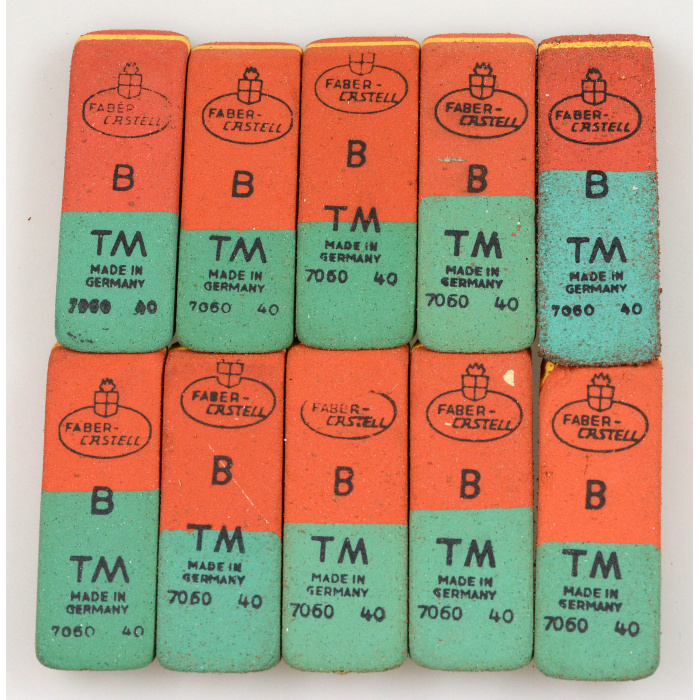 FABER-
CASTELL
B
TM
MADE IN
GERMANY
7060 40
FABER-
CASTELL
B
TM
MADE IN
GERMANY
7060 40
FABER-
CASTELL
B
TM
MADE IN
GERMANY
7060 40
FABER-
CASTELL
B
TM
MADE IN
GERMANY
7060 40
FABER-
CASTELL
B
TM
MADE IN
GERMANY
7060 40
FABER-
CASTELL
B
TM
MADE IN
GERMANY
7060 40
FABER-
CASTELL
B
TM
MADE IN
GERMANY
7060 40
FABER-
CASTELL
B
TM
MADE IN
GERMANY
7060 40
FABER-
CASTELL
B
TM
MADE IN
GERMANY
7060 40
FABER-
CASTELL
B
TM
MADE IN
GERMANY
7060 40